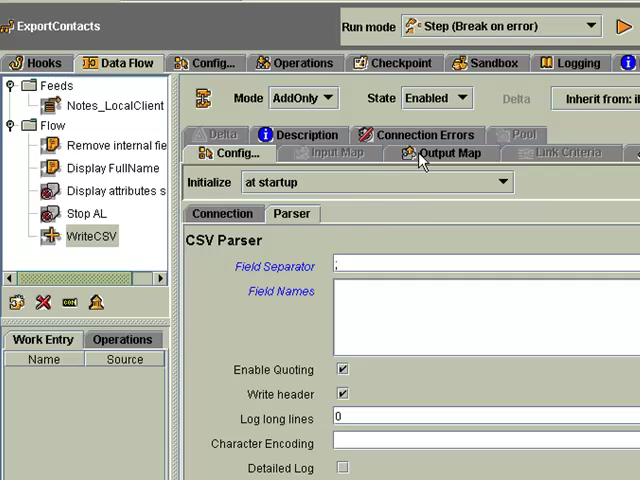 ExportContacts
Run mode Step (Break on error)
Hooks Data Flow Config... Operations Checkpoint Sandbox Logging
Feeds
Notes_LocalClient
Flow
Remove internal fie
Display FullName
Display attributes s
Stop AL
WriteCSV
Work Entry Operations
Name Source
Mode AddOnly State Enabled Delta Inherit from:
Delta Description Connection Errors Pool
Config... Input Map Output Map Link Criteria
Initialize at startup
Connection Parser
CSV Parser
Field Separator ;
Field Names
Enable Quoting
Write header
Log long lines 0
Character Encoding
Detailed Log